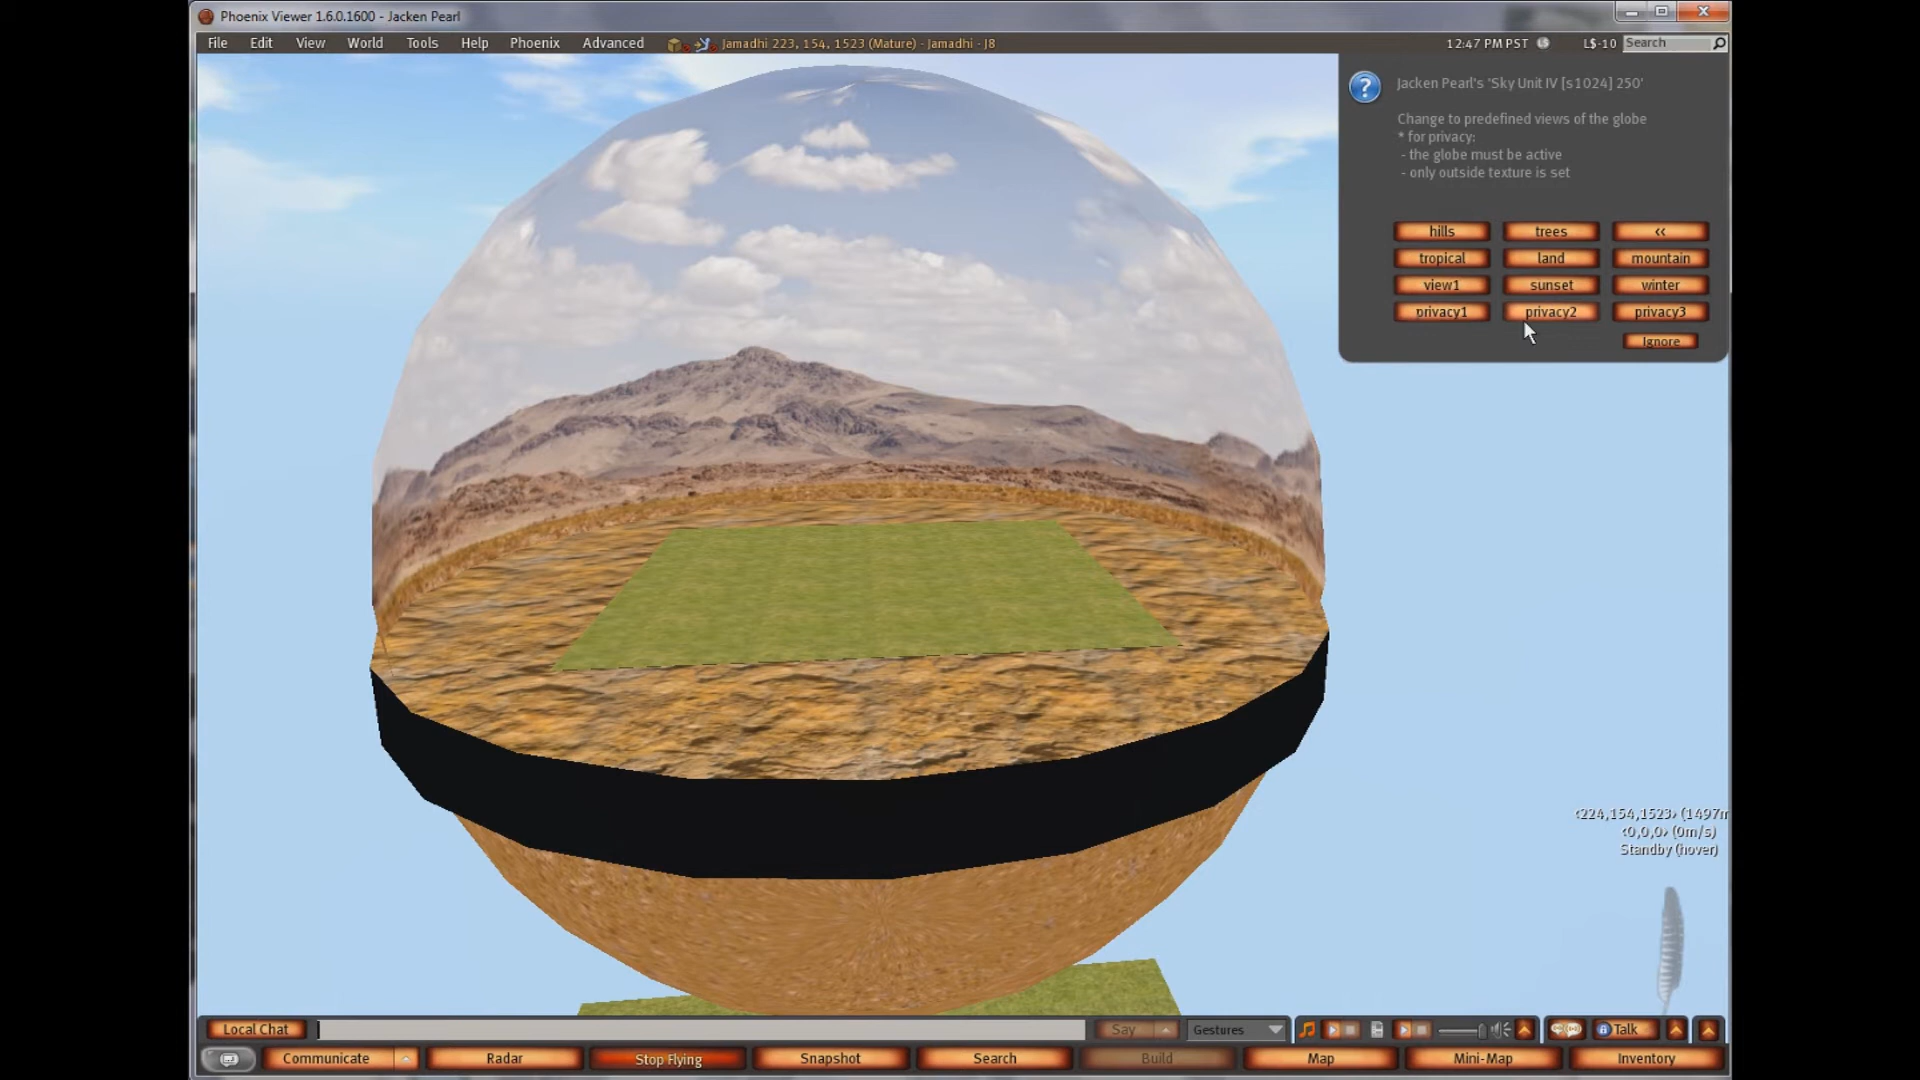 Phoenix Viewer 1.6.0.1600 - Jacken Pearl
File Edit View World Tools Help Phoenix Advanced Jamadhi 223, 154, 1523 (Mature) - Jamadhi - J8 12:47 PM PST L$-10 Search
Jacken Pearl's 'Sky Unit IV [s1024] 250'
Change to predefined views of the globe
* for privacy:
- the globe must be active
- only outside texture is set
hills trees <<
tropical land mountain
view1 sunset winter
privacy1 privacy2 privacy3
Ignore
<224,154,1523> (1497m
<0,0,0> (0m/s)
Standby (hover)
Local Chat Say Gestures Talk
Communicate Radar Stop Flying Snapshot Search Build Map Mini-Map Inventory